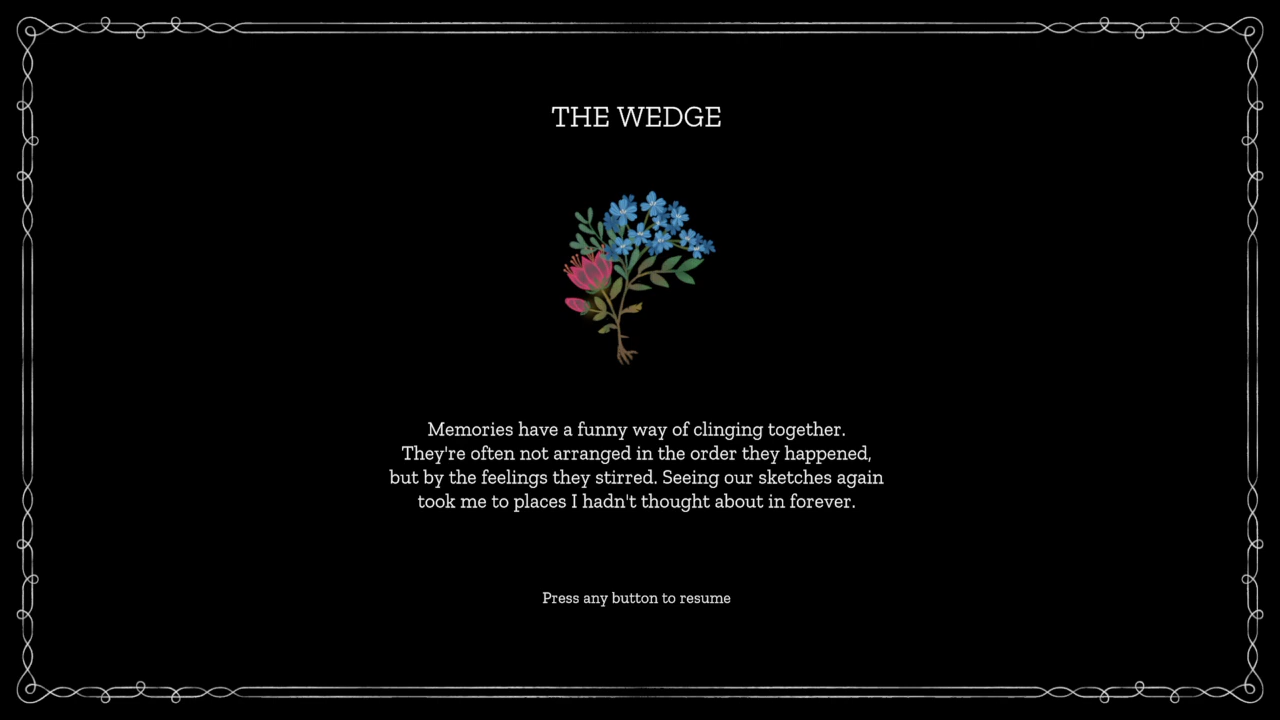 THE WEDGE
Memories have a funny way of clinging together.
They're often not arranged in the order they happened,
but by the feelings they stirred. Seeing our sketches again
took me to places I hadn't thought about in forever.
Press any button to resume